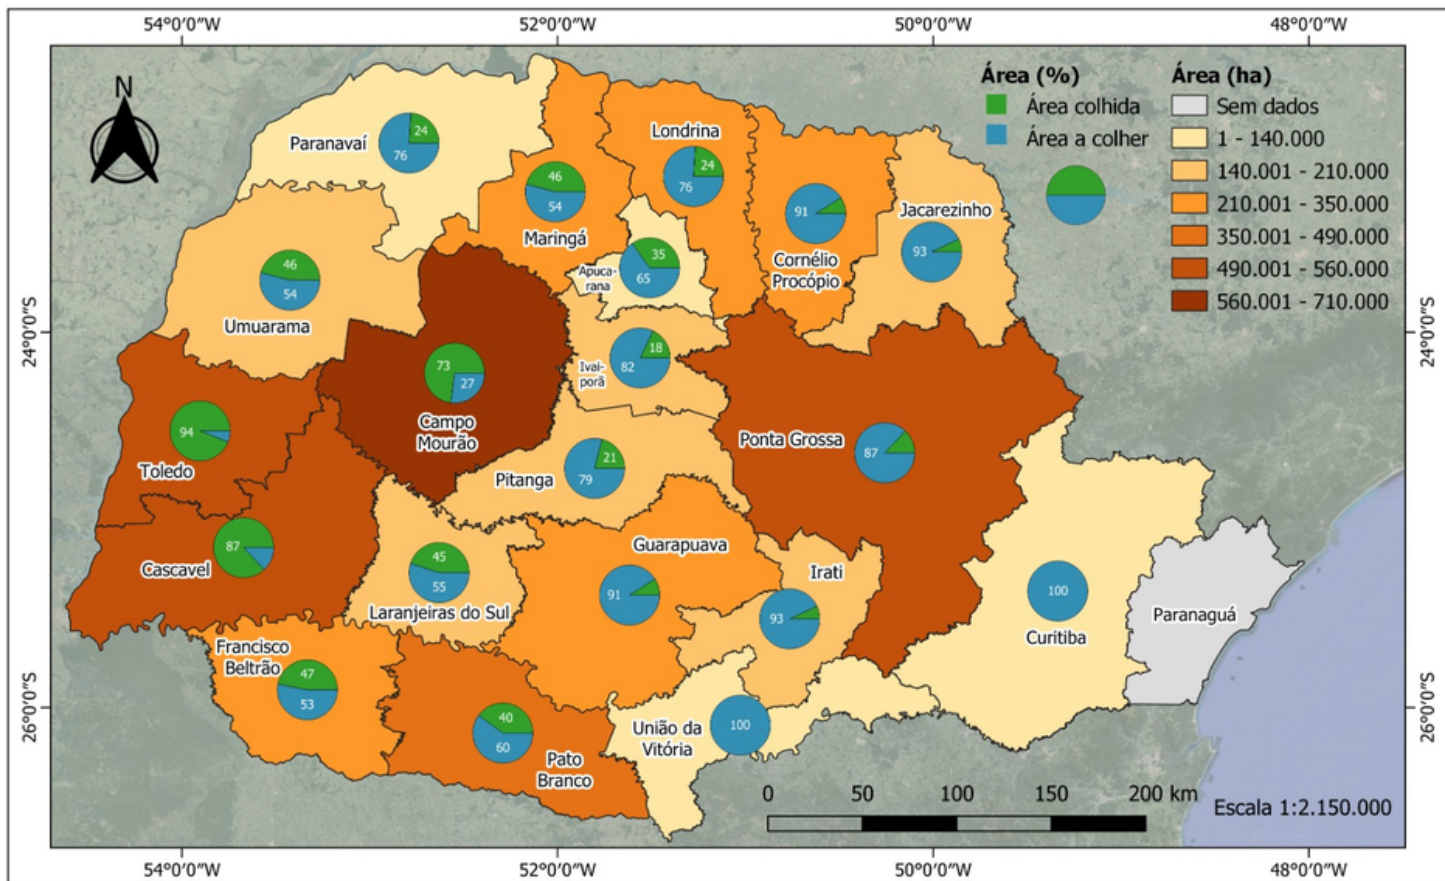 54°0'0"W
52°0'0"W
50°0'0"W
48°0'0"W
N
Área (%)
Área colhida
Área a colher
Área (ha)
Sem dados
1 - 140.000
140.001 - 210.000
210.001 - 350.000
350.001 - 490.000
490.001 - 560.000
560.001 - 710.000
Paranavaí
24
76
Londrina
24
76
46
54
Maringá
91
Cornélio
Procópio
Jacarezinho
93
46
54
Umuarama
35
65
Apuca-
rana
24°0'0"S
24°0'0"S
18
82
Ivai-
porã
73
27
Campo
Mourão
94
Toledo
Ponta Grossa
87
Pitanga
21
79
87
Cascavel
45
55
Laranjeiras do Sul
Guarapuava
91
Irati
93
100
Curitiba
Paranaguá
Francisco
Beltrão
47
53
26°0'0"S
26°0'0"S
40
60
Pato
Branco
União da
Vitória
100
0
50
100
150
200 km
Escala 1:2.150.000
54°0'0"W
52°0'0"W
50°0'0"W
48°0'0"W